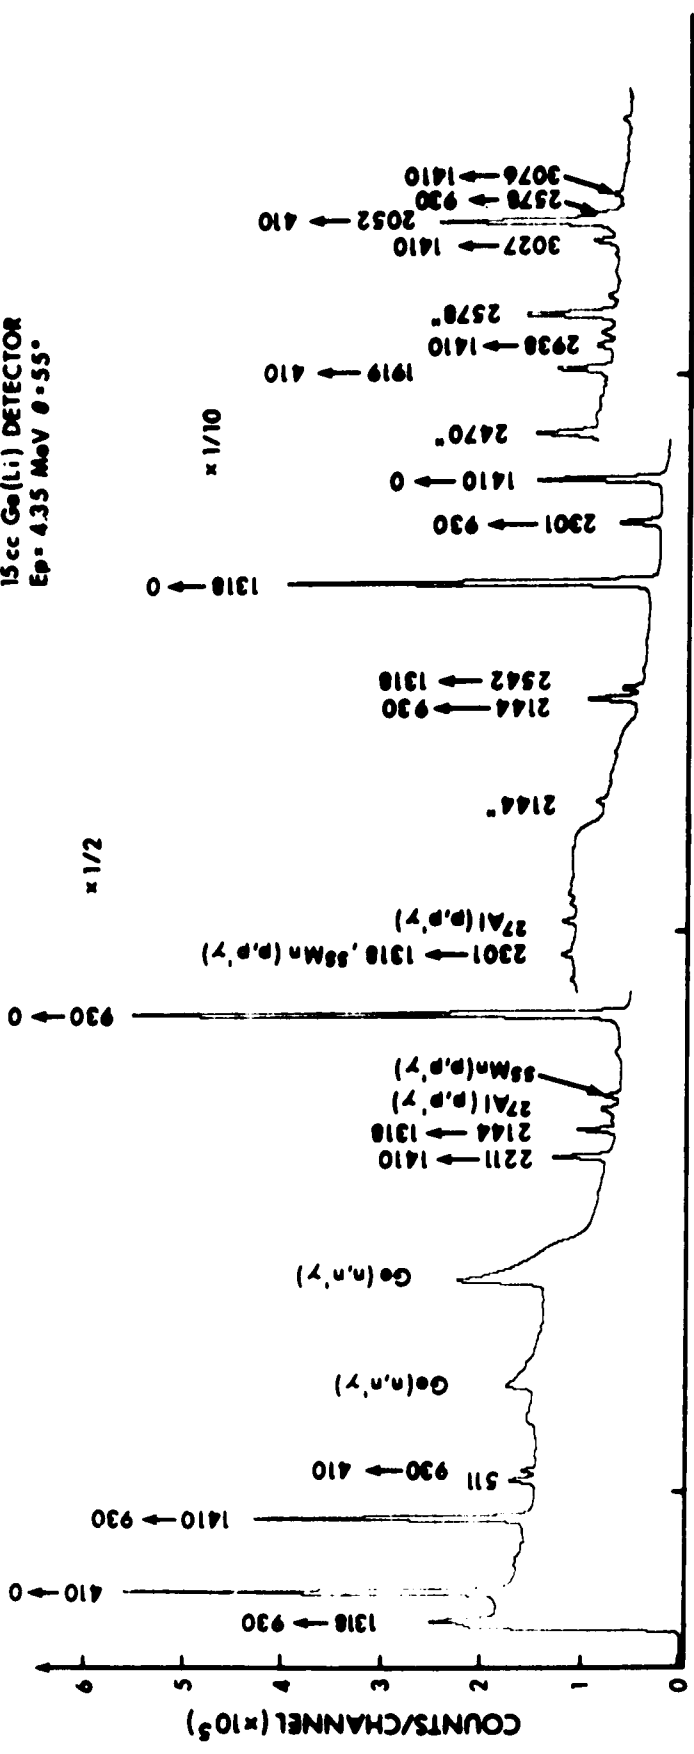 15 cc Ge(Li) DETECTOR
Ep= 4.35 MeV θ=55°
COUNTS/CHANNEL (×10⁵)
6
5
4
3
2
1
0
1318→930
410→0
1410→930
511
930→410
Ge(n,n'γ)
Ge(n,n'γ)
2211→1410
2144→1318
²⁷Al(p,p'γ)
⁵⁵Mn(p,p'γ)
930→0
x 1/2
2301→1318, ⁵⁵Mn(p,p'γ)
²⁷Al(p,p'γ)
2144"
2144→930
2542→1318
1318→0
2301→930
1410→0
x 1/10
2470"
1919→410
2938→1410
2578"
3027→1410
2052→410
2578→930
3076→1410